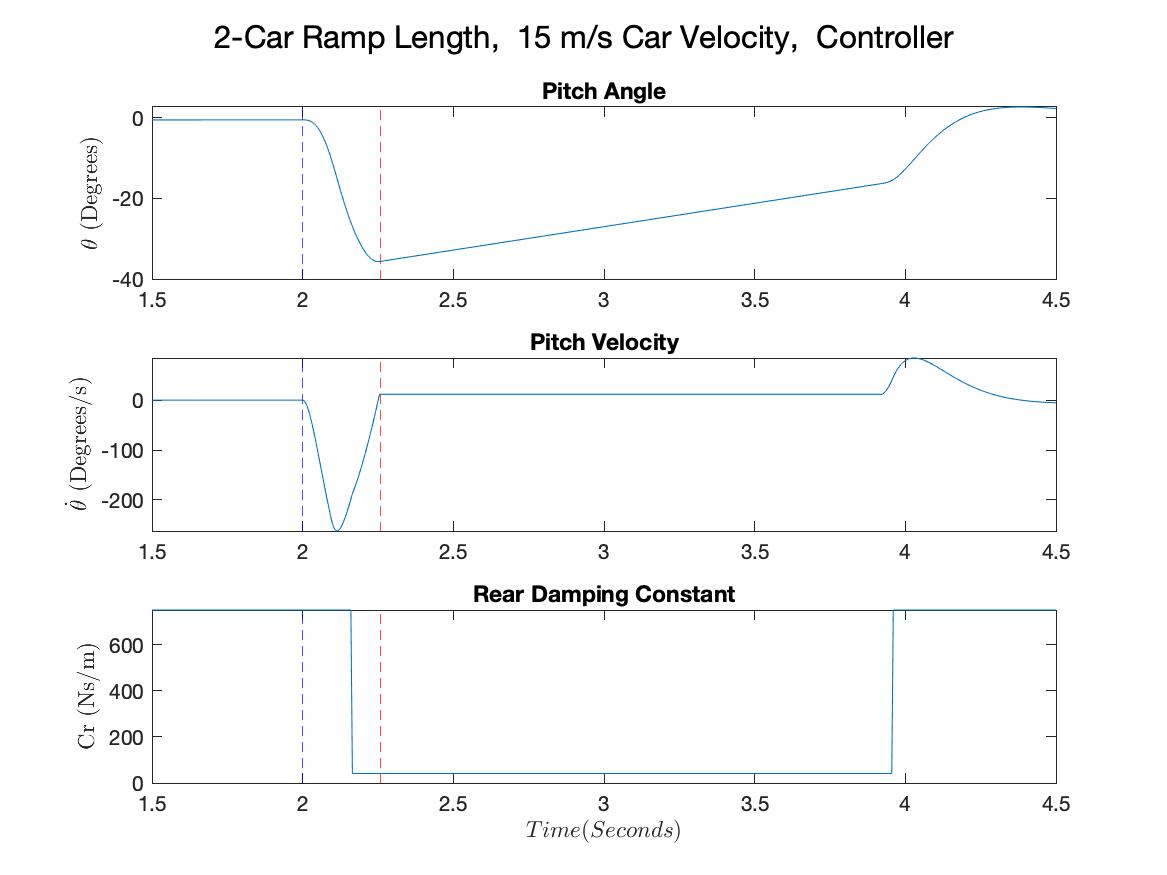 2-Car Ramp Length, 15 m/s Car Velocity, Controller
Pitch Angle
θ (Degrees)
0
-20
-40
1.5 2 2.5 3 3.5 4 4.5
Pitch Velocity
θ̇ (Degrees/s)
0
-100
-200
1.5 2 2.5 3 3.5 4 4.5
Rear Damping Constant
Cr (Ns/m)
600
400
200
0
1.5 2 2.5 3 3.5 4 4.5
Time(Seconds)